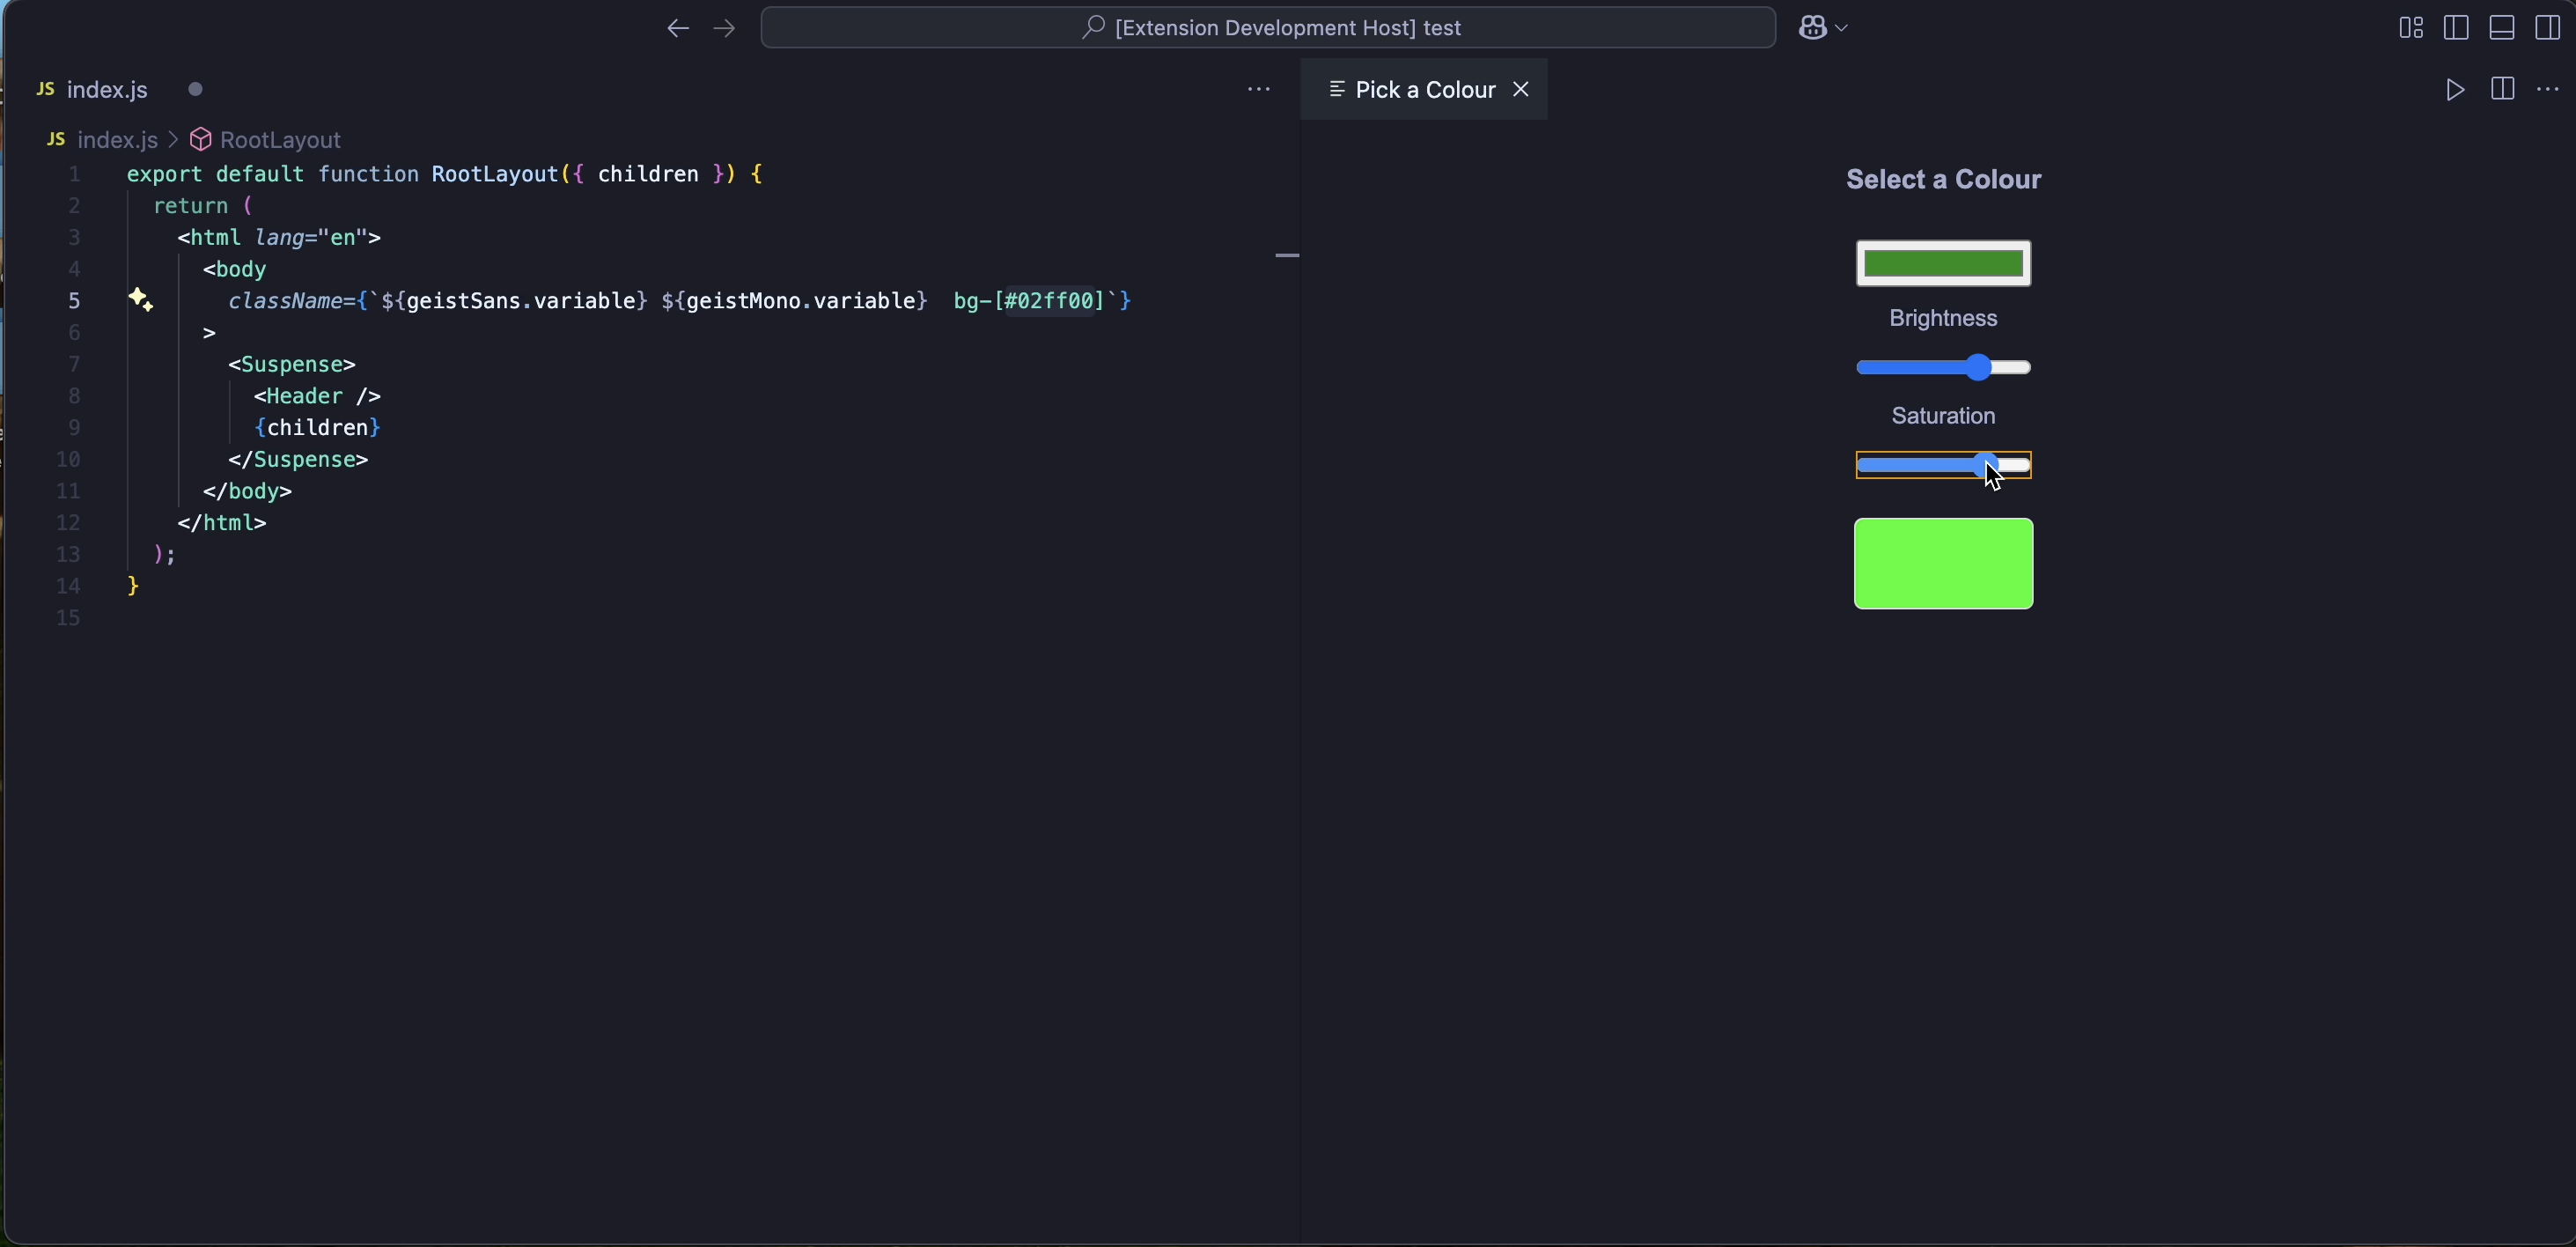 [Extension Development Host] test
JS index.js
Pick a Colour
JS index.js > RootLayout
1 export default function RootLayout({ children }) {
2 return (
3 <html lang="en">
4 <body
5 className={`${geistSans.variable} ${geistMono.variable}  bg-[#02ff00]`}
6 >
7 <Suspense>
8 <Header />
9 {children}
10 </Suspense>
11 </body>
12 </html>
13 );
14 }
15
Select a Colour
Brightness
Saturation